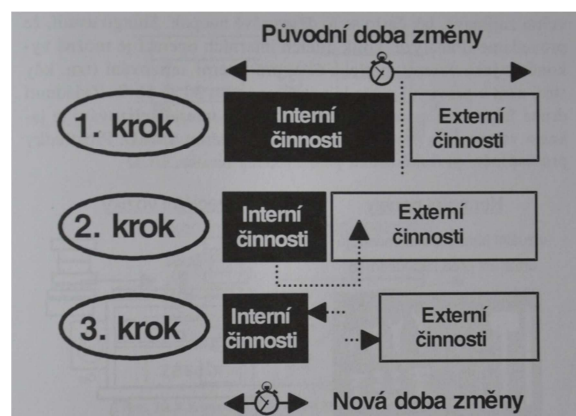 Původní doba změny
1. krok
Interní
činnosti
Externí
činnosti
2. krok
Interní
činnosti
Externí
činnosti
3. krok
Interní
činnosti
Externí
činnosti
Nová doba změny